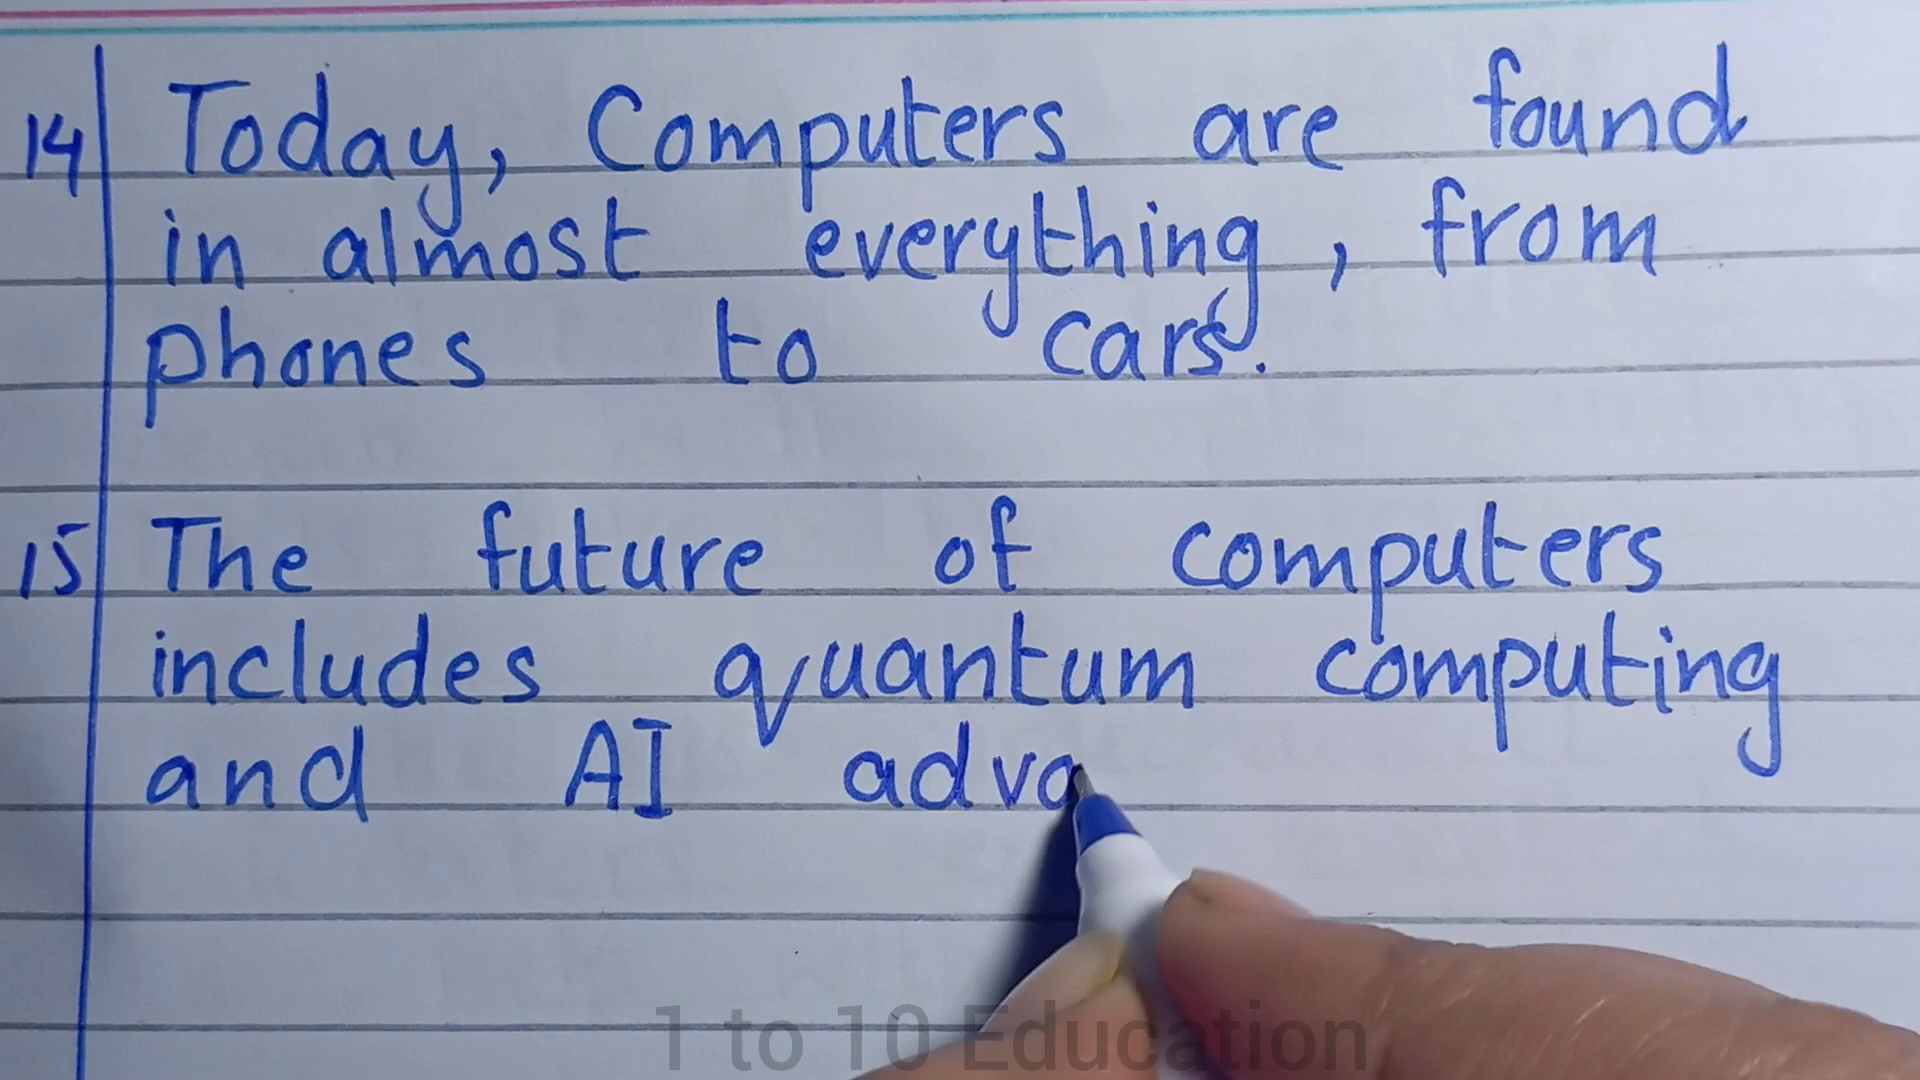 14 Today, Computers are found
in almost everything, from
phones to cars.
15 The future of computers
includes quantum computing
and AI adva
1 to 10 Education